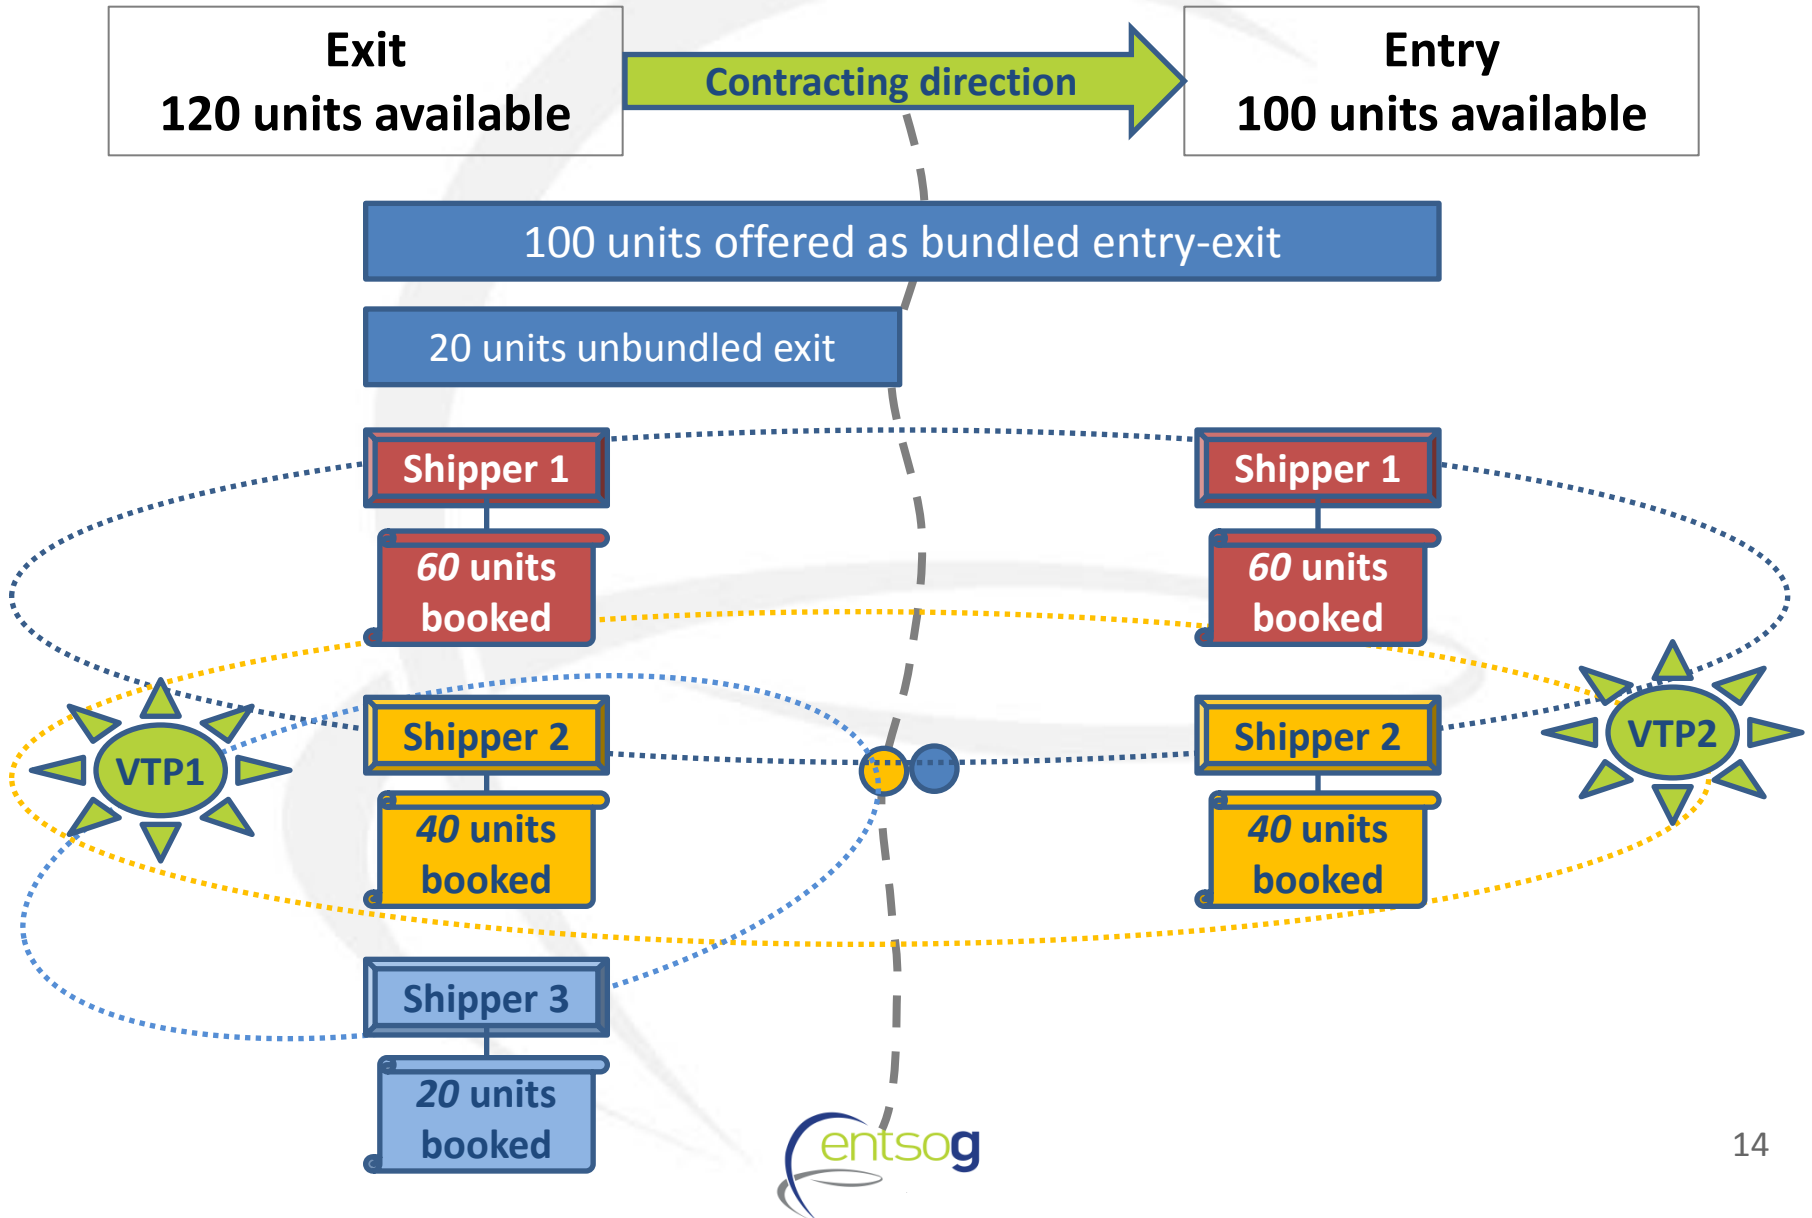 Exit
120 units available
Contracting direction
Entry
100 units available
100 units offered as bundled entry-exit
20 units unbundled exit
Shipper 1
60 units
booked
Shipper 1
60 units
booked
VTP1
Shipper 2
40 units
booked
Shipper 2
40 units
booked
VTP2
Shipper 3
20 units
booked
entsog
14